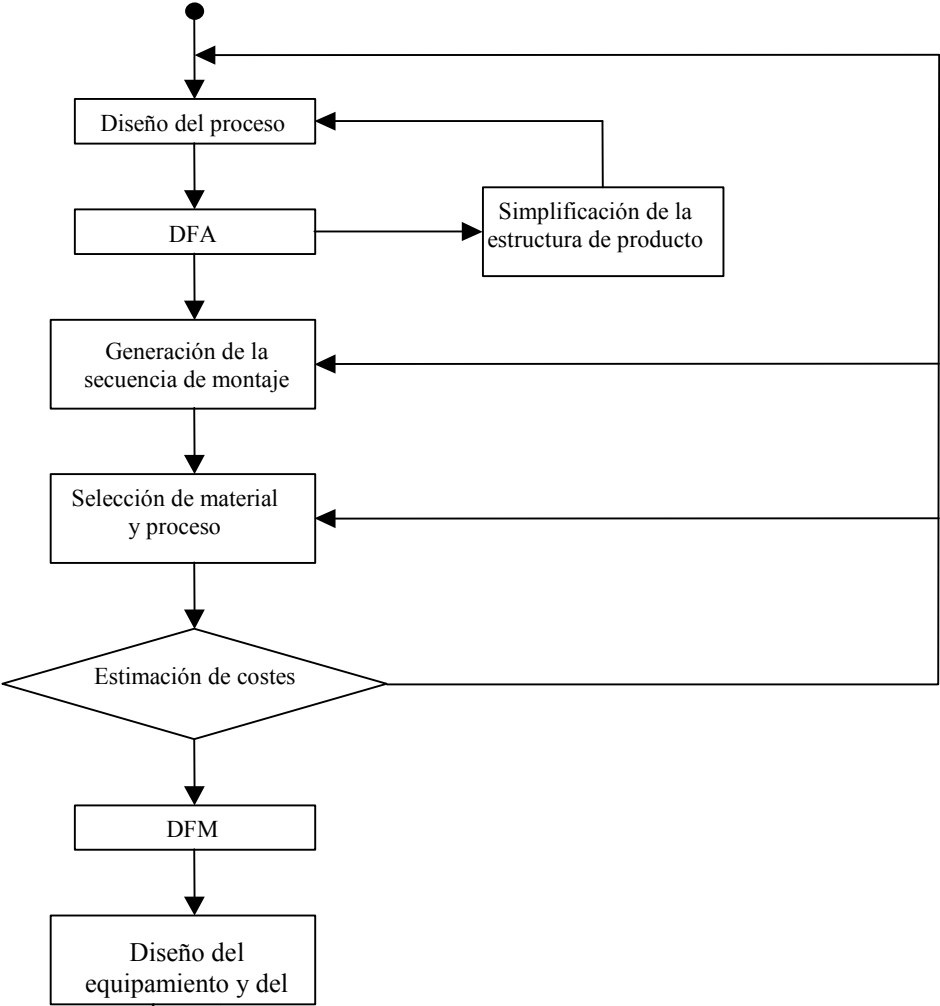 Diseño del proceso
Simplificación de la
estructura de producto
DFA
Generación de la
secuencia de montaje
Selección de material
y proceso
Estimación de costes
DFM
Diseño del
equipamiento y del